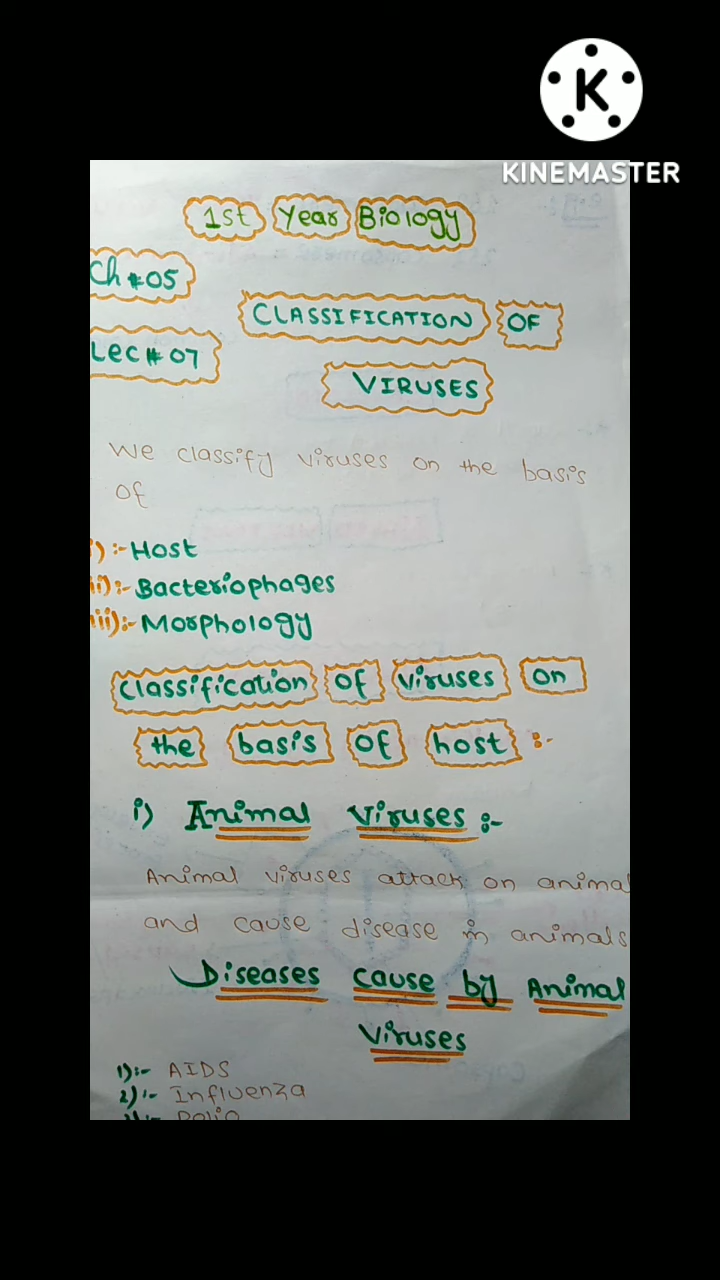 K
KINEMASTER
1st Year Biology
Ch # 05
CLASSIFICATION OF
Lec # 07
VIRUSES
We classify viruses on the basis
of
i):- Host
ii):- Bacteriophages
iii):- Morphology
Classification of viruses on
the basis of host :-
i) Animal Viruses :-
Animal viruses attack on animal
and cause disease in animals
Diseases cause by Animal
Viruses
1):- AIDS
2):- Influenza
Polio